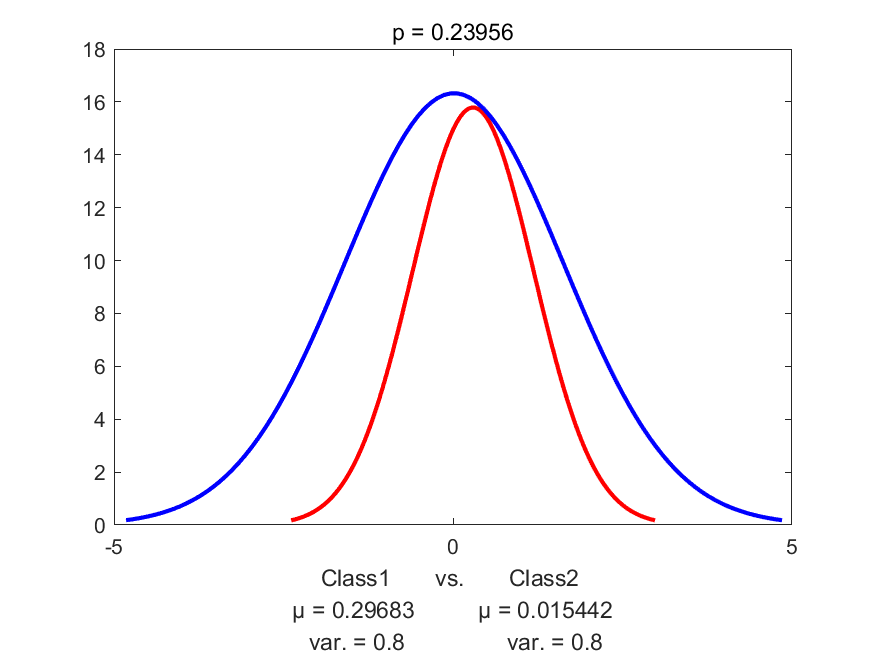 p = 0.23956
18
16
14
12
10
8
6
4
2
0
-5 0 5
Class1 vs. Class2
μ = 0.29683 μ = 0.015442
var. = 0.8 var. = 0.8